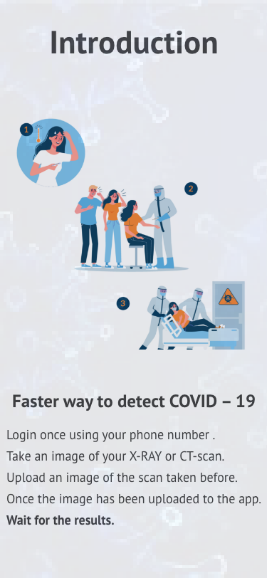 Introduction
1
2
3
Faster way to detect COVID – 19
Login once using your phone number .
Take an image of your X-RAY or CT-scan.
Upload an image of the scan taken before.
Once the image has been uploaded to the app.
Wait for the results.